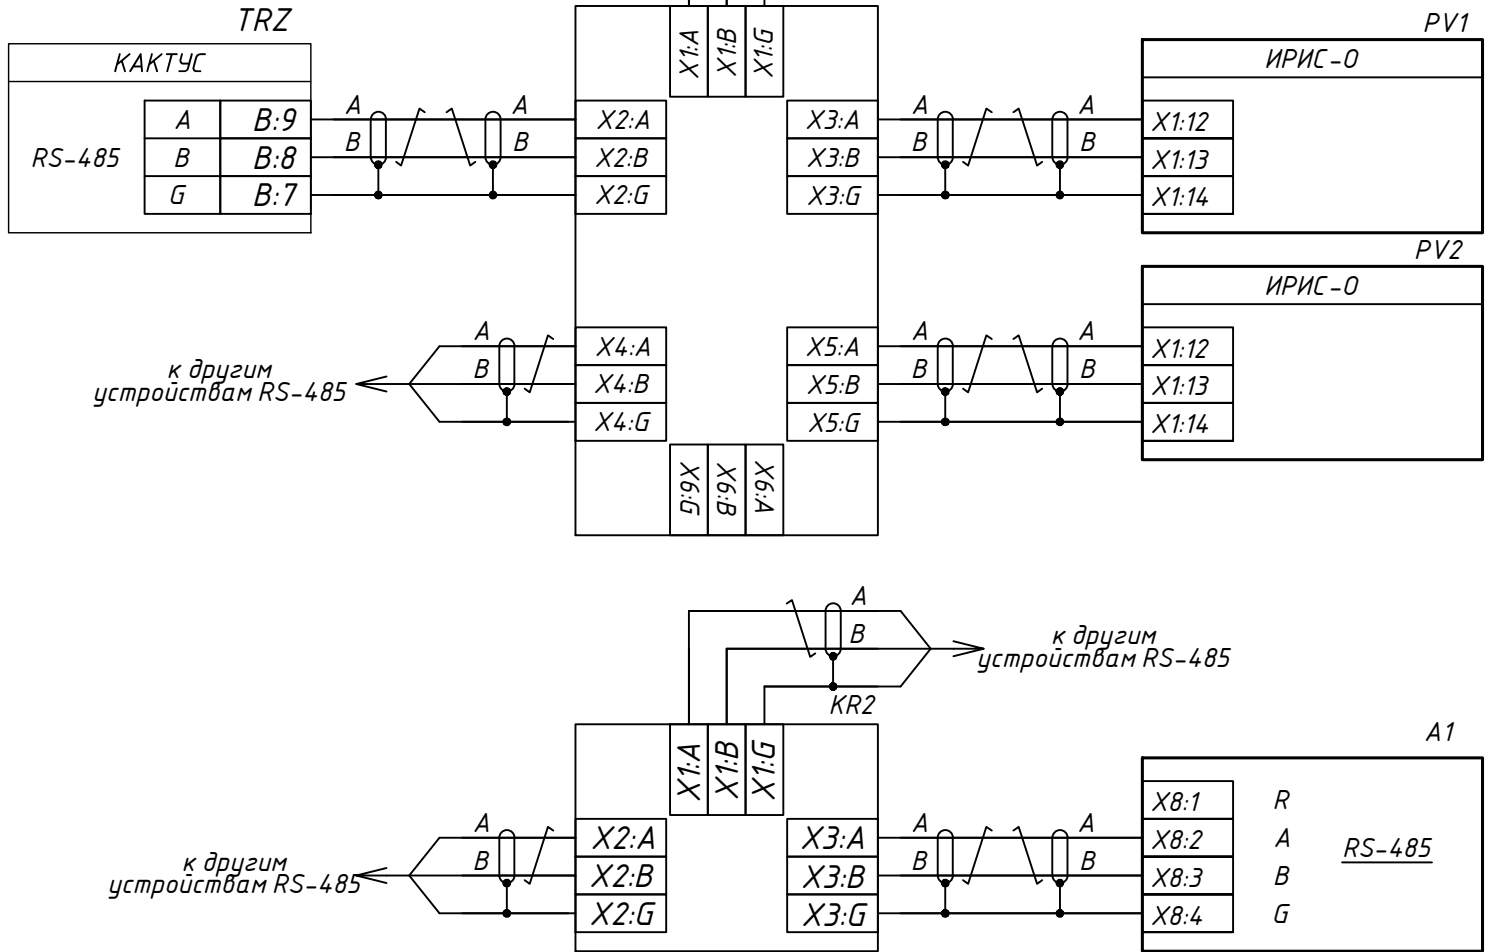 TRZ
КАКТУС
RS-485
A B:9
B B:8
G B:7
A A
B B
X1:A X1:B X1:G
X2:A
X2:B
X2:G
X3:A
X3:B
X3:G
A A
B B
PV1
ИРИС-О
X1:12
X1:13
X1:14
PV2
ИРИС-О
X1:12
X1:13
X1:14
к другим
устройствам RS-485
A
B
X4:A
X4:B
X4:G
X5:A
X5:B
X5:G
A A
B B
X6:G X6:B X6:A
A
B
к другим
устройствам RS-485
KR2
X1:A X1:B X1:G
к другим
устройствам RS-485
A
B
X2:A
X2:B
X2:G
X3:A
X3:B
X3:G
A A
B B
A1
X8:1 R
X8:2 A
X8:3 B
X8:4 G
RS-485